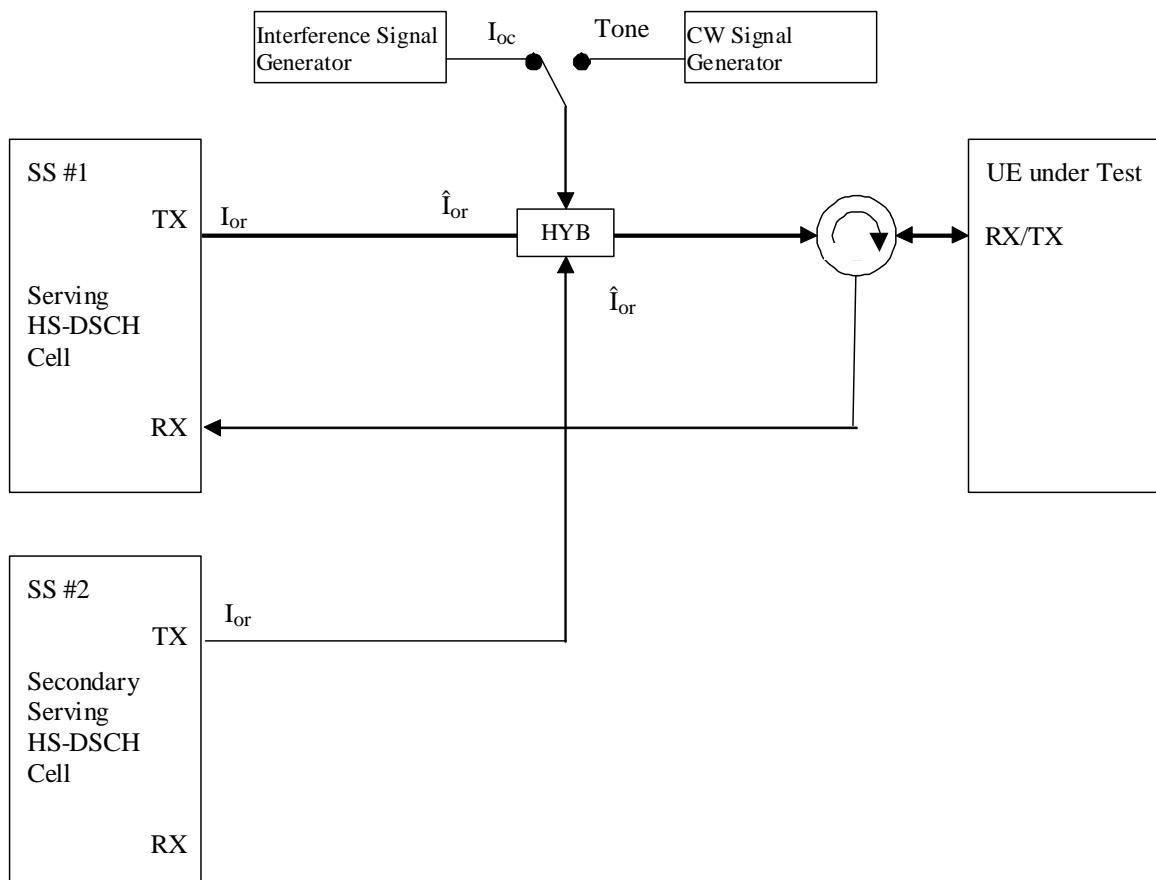 Interference Signal
Generator
I_oc
Tone
CW Signal
Generator
SS #1
TX
I_or
Î_or
HYB
UE under Test
RX/TX
Serving
HS-DSCH
Cell
Î_or
RX
SS #2
TX
I_or
Secondary
Serving
HS-DSCH
Cell
RX